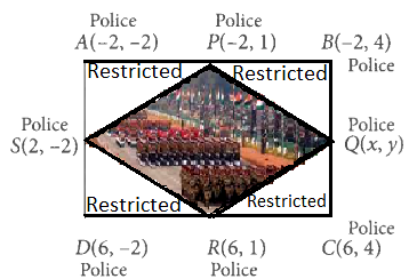 Police Police
A(-2, -2) P(-2, 1) B(-2, 4)
Restricted Restricted Police
Police Police
S(2, -2) Q(x, y)
Restricted Restricted
Police
D(6, -2) R(6, 1) C(6, 4)
Police Police